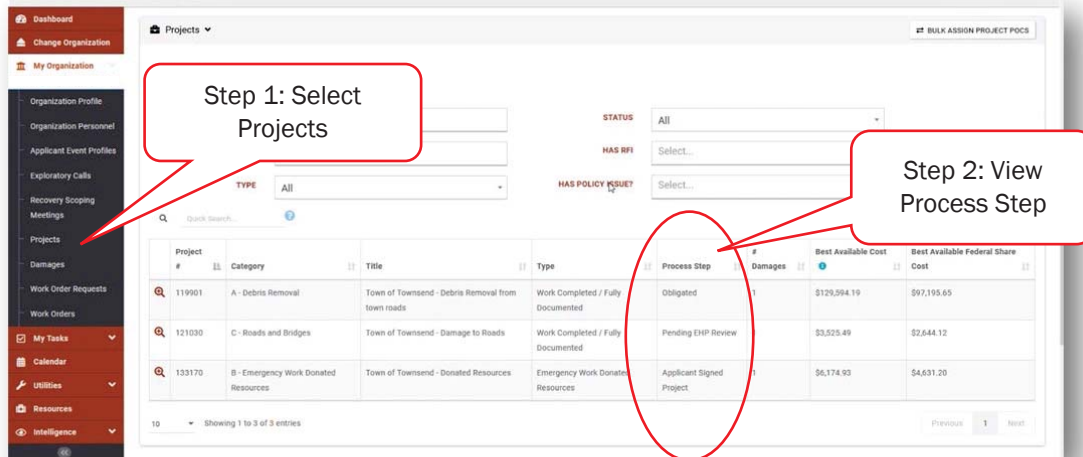 Dashboard
Change Organization
My Organization
Organization Profile
Organization Personnel
Applicant Event Profiles
Exploratory Calls
Recovery Scoping
Meetings
Projects
Damages
Work Order Requests
Work Orders
My Tasks
Calendar
Utilities
Resources
Intelligence
Projects
BULK ASSIGN PROJECT POCS
Step 1: Select
Projects
STATUS
All
HAS RFI
Select...
TYPE
All
HAS POLICY ISSUE?
Select...
Step 2: View
Process Step
Quick Search...
Project
#
Category
Title
Type
Process Step
#
Damages
Best Available Cost
Best Available Federal Share
Cost
119901
A - Debris Removal
Town of Townsend - Debris Removal from
town roads
Work Completed / Fully
Documented
Obligated
1
$129,594.19
$97,195.65
121030
C - Roads and Bridges
Town of Townsend - Damage to Roads
Work Completed / Fully
Documented
Pending EHP Review
$3,525.49
$2,644.12
133170
B - Emergency Work Donated
Resources
Town of Townsend - Donated Resources
Emergency Work Donated
Resources
Applicant Signed
Project
1
$6,174.93
$4,631.20
10
Showing 1 to 3 of 3 entries
Previous
1
Next